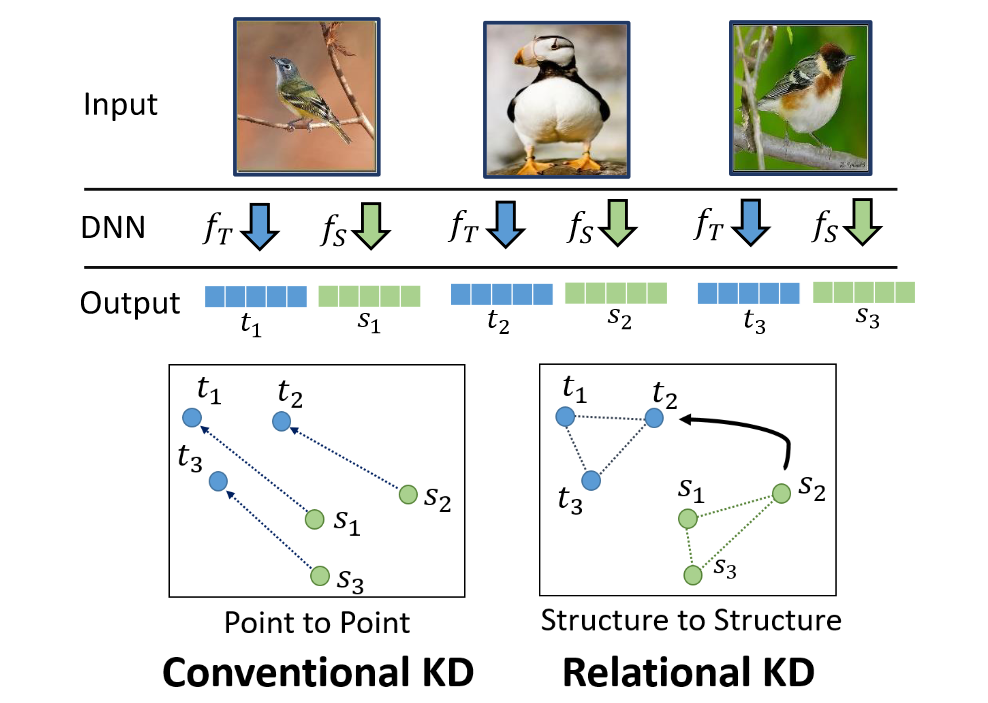 Input
DNN f_T f_S f_T f_S f_T f_S
Output
t_1 s_1 t_2 s_2 t_3 s_3
t_1 t_2
t_3
s_2
s_1
s_3
Point to Point
Conventional KD
t_1 t_2
t_3
s_1 s_2
s_3
Structure to Structure
Relational KD